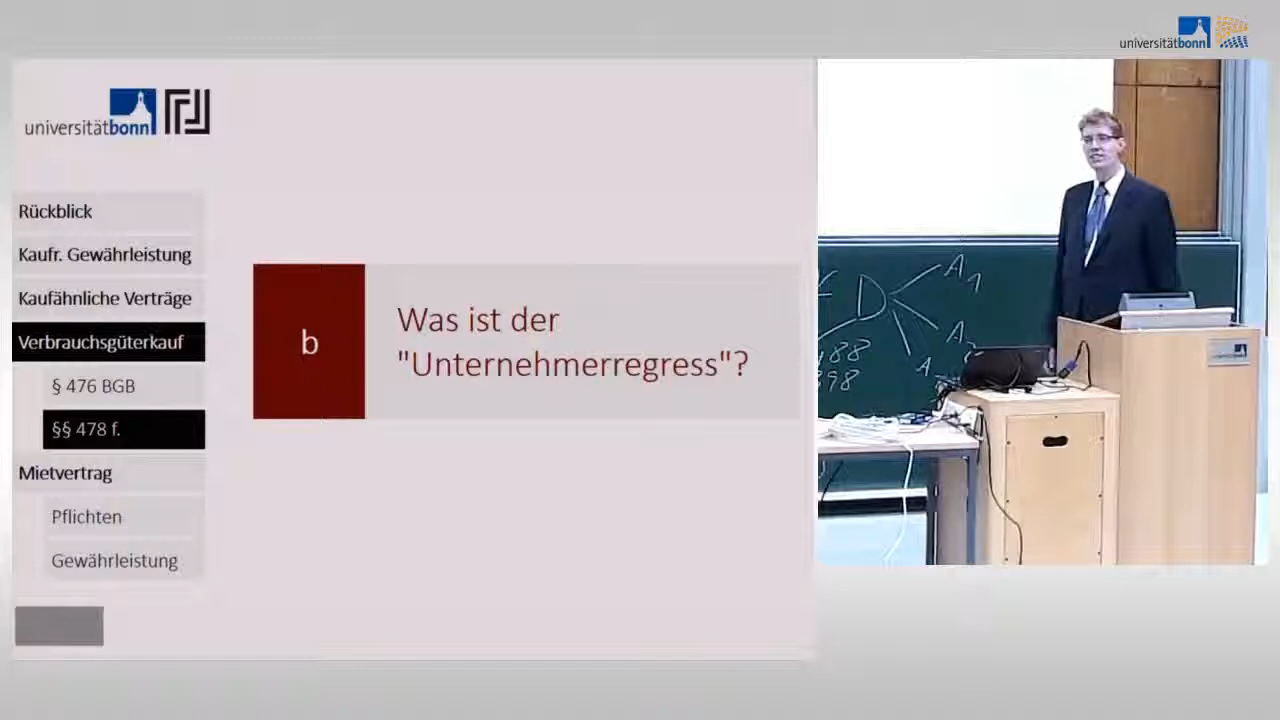 universitätbonn
universitätbonn
Rückblick
Kaufr. Gewährleistung
Kaufähnliche Verträge
Verbrauchsgüterkauf
§ 476 BGB
§§ 478 f.
Mietvertrag
Pflichten
Gewährleistung
b
Was ist der
"Unternehmerregress"?
D
A1
A2
A